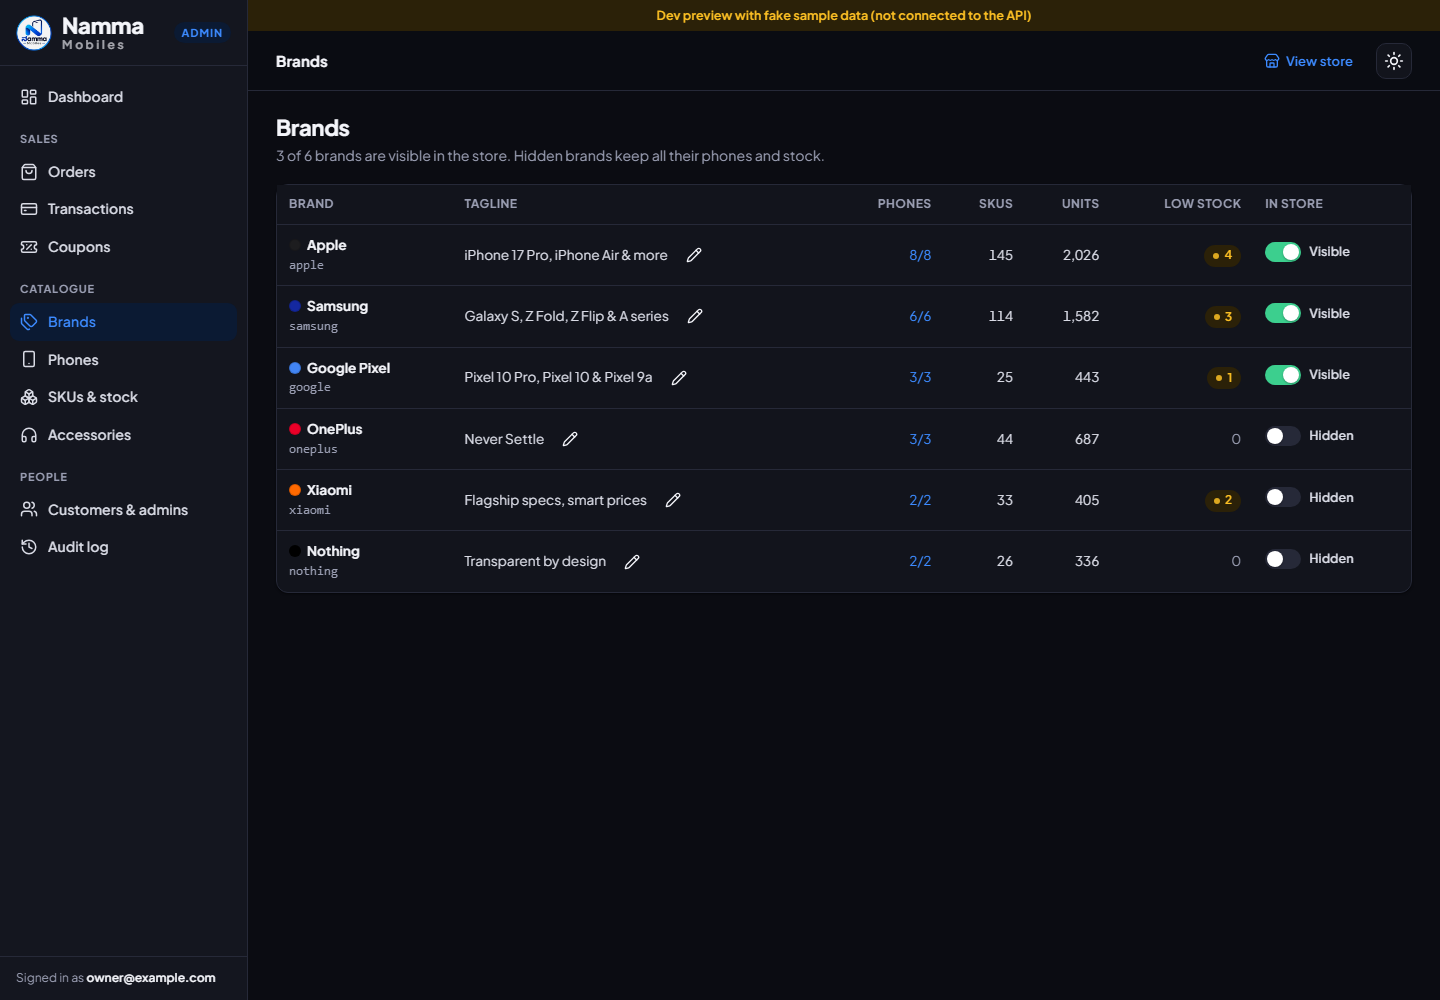 Namma
Mobiles
ADMIN
Dev preview with fake sample data (not connected to the API)
Brands
View store
Dashboard
SALES
Orders
Transactions
Coupons
CATALOGUE
Brands
Phones
SKUs & stock
Accessories
PEOPLE
Customers & admins
Audit log
Signed in as owner@example.com
Brands
3 of 6 brands are visible in the store. Hidden brands keep all their phones and stock.
BRAND TAGLINE PHONES SKUS UNITS LOW STOCK IN STORE
Apple iPhone 17 Pro, iPhone Air & more 8/8 145 2,026 4 Visible
apple
Samsung Galaxy S, Z Fold, Z Flip & A series 6/6 114 1,582 3 Visible
samsung
Google Pixel Pixel 10 Pro, Pixel 10 & Pixel 9a 3/3 25 443 1 Visible
google
OnePlus Never Settle 3/3 44 687 0 Hidden
oneplus
Xiaomi Flagship specs, smart prices 2/2 33 405 2 Hidden
xiaomi
Nothing Transparent by design 2/2 26 336 0 Hidden
nothing